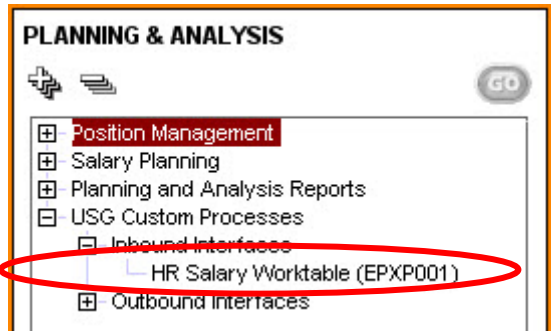 PLANNING & ANALYSIS
GO
Position Management
Salary Planning
Planning and Analysis Reports
USG Custom Processes
Inbound Interfaces
HR Salary Worktable (EPXP001)
Outbound Interfaces